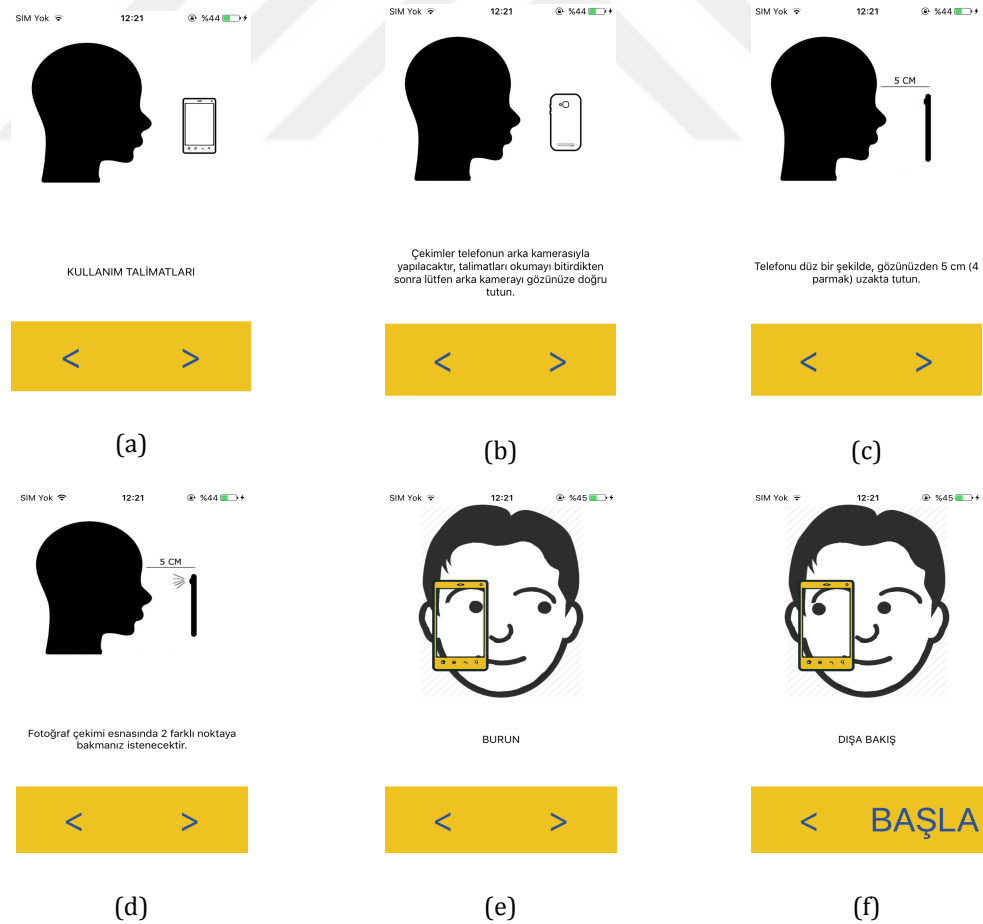 SIM Yok 12:21 %44
KULLANIM TALİMATLARI
< >
(a)
SIM Yok 12:21 %44
Çekimler telefonun arka kamerasıyla
yapılacaktır, talimatları okumayı bitirdikten
sonra lütfen arka kamerayı gözünüze doğru
tutun.
< >
(b)
SIM Yok 12:21 %44
5 CM
Telefonu düz bir şekilde, gözünüzden 5 cm (4
parmak) uzakta tutun.
< >
(c)
SIM Yok 12:21 %44
5 CM
Fotoğraf çekimi esnasında 2 farklı noktaya
bakmanız istenecektir.
< >
(d)
SIM Yok 12:21 %45
BURUN
< >
(e)
SIM Yok 12:21 %45
DIŞA BAKIŞ
< BAŞLA
(f)